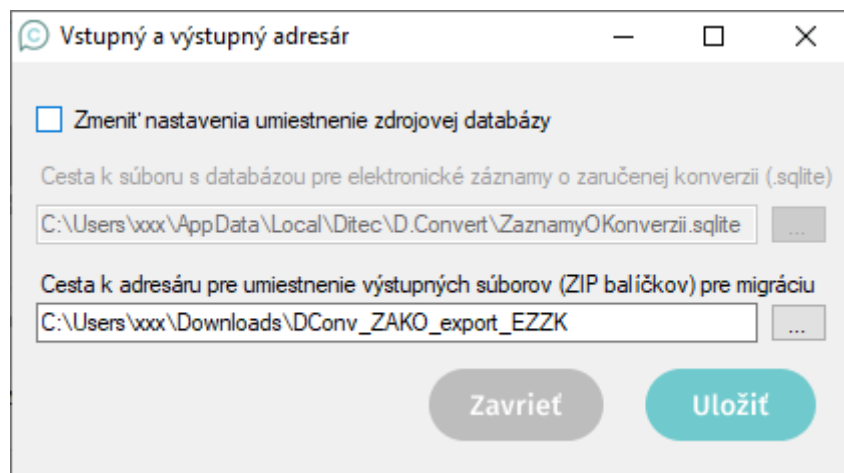 Vstupný a výstupný adresár
Zmeniť nastavenia umiestnenie zdrojovej databázy
Cesta k súboru s databázou pre elektronické záznamy o zaručenej konverzii (.sqlite)
C:\Users\xxx\AppData\Local\Ditec\D.Convert\ZaznamyOKonverzii.sqlite
...
Cesta k adresáru pre umiestnenie výstupných súborov (ZIP balíčkov) pre migráciu
C:\Users\xxx\Downloads\DConv_ZAKO_export_EZZK
...
Zavrieť
Uložiť